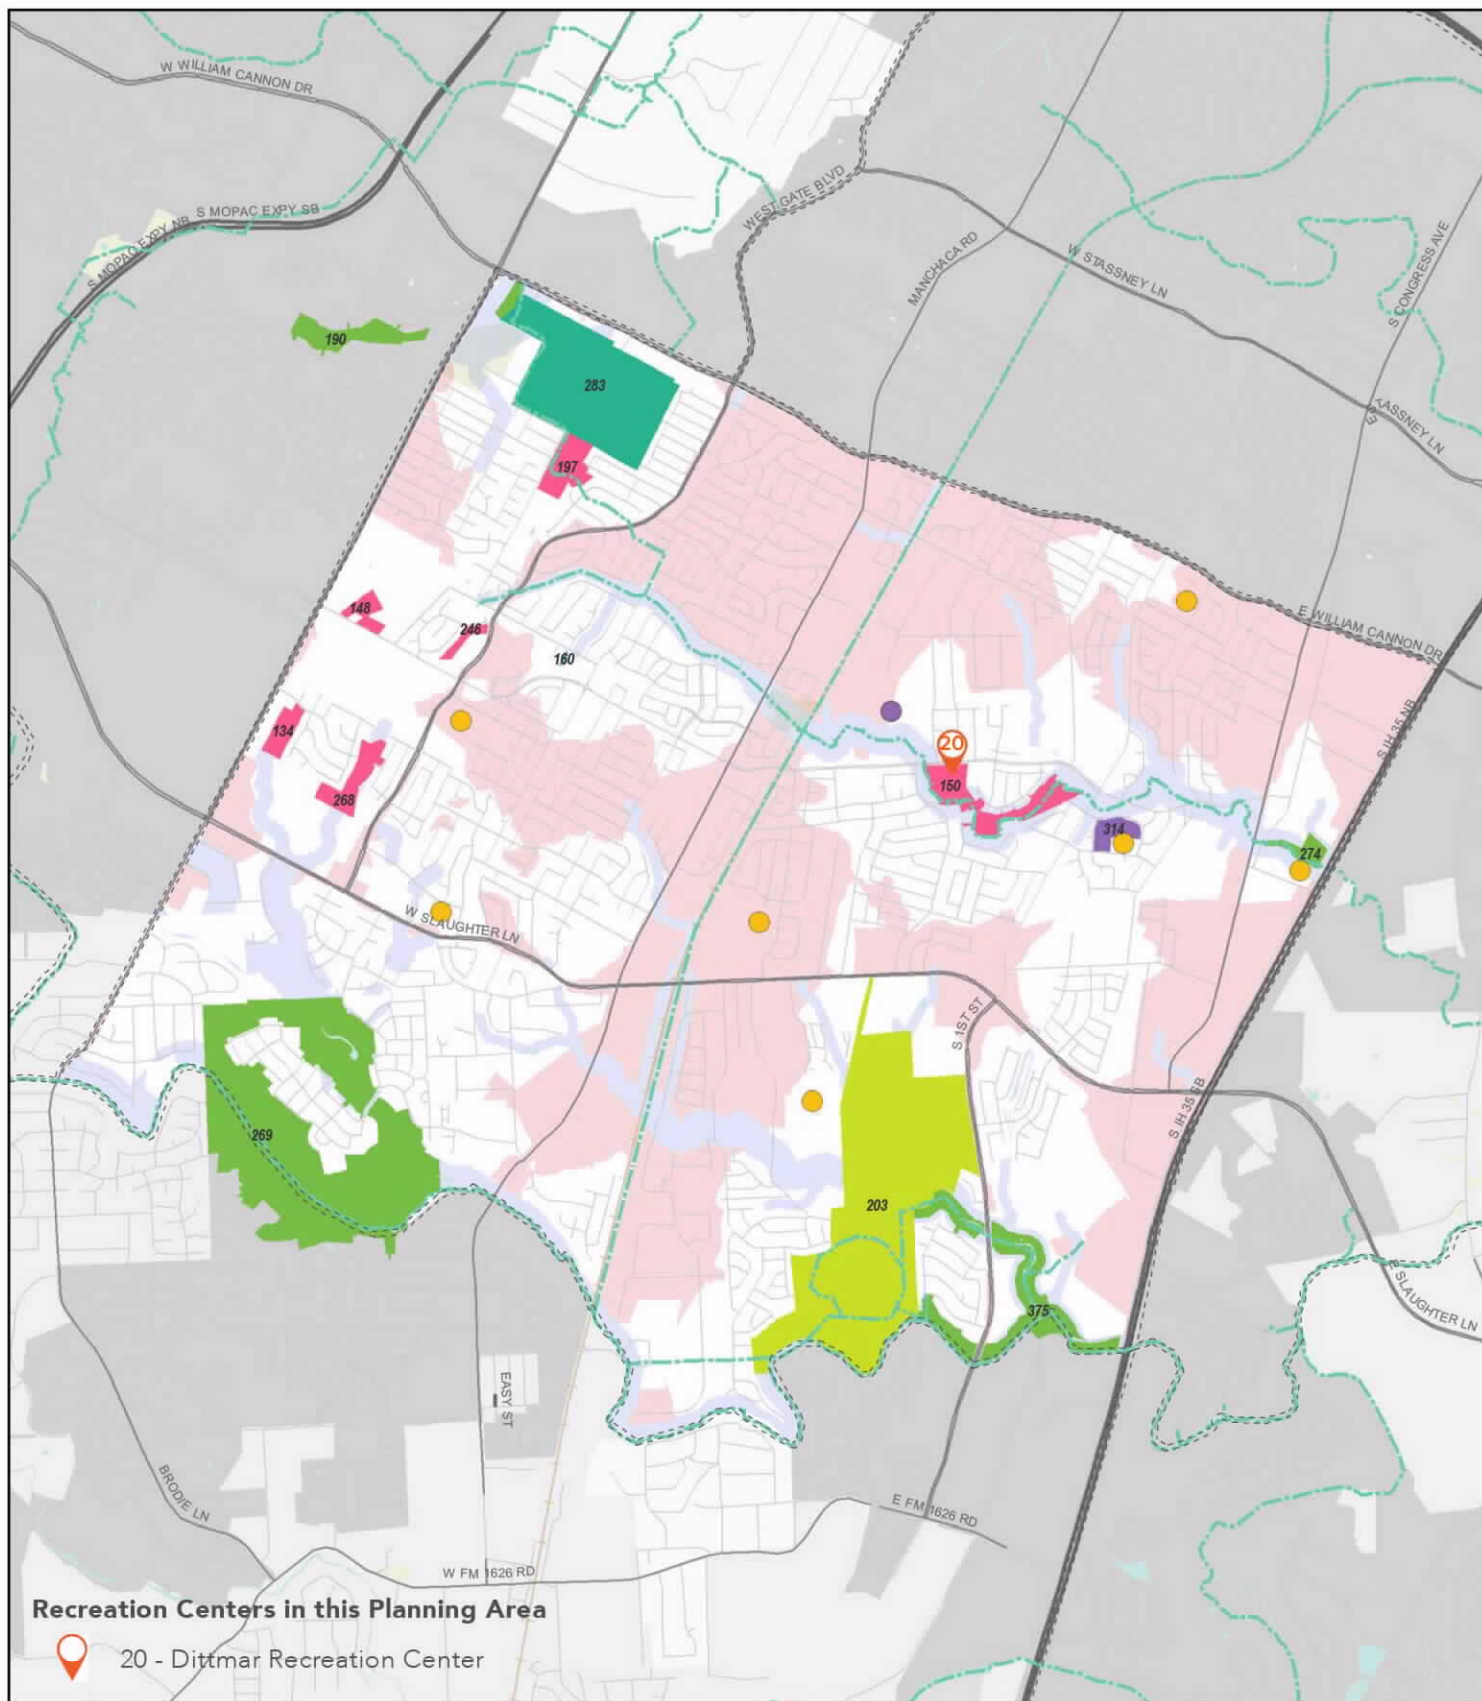 W WILLIAM CANNON DR
S MOPAC EXPY SB
S MOPAC EXPY NB
WEST GATE BLVD
MANCHACA RD
W STASSNEY LN
S CONGRESS AVE
190
283
197
148
246
160
134
268
E WILLIAM CANNON DR
S IH 35 NB
20
150
314
274
W SLAUGHTER LN
S 1ST ST
S IH 35 SB
269
203
375
E SLAUGHTER LN
EASY ST
BRODIE LN
E FM 1626 RD
W FM 1626 RD
Recreation Centers in this Planning Area
20 - Dittmar Recreation Center